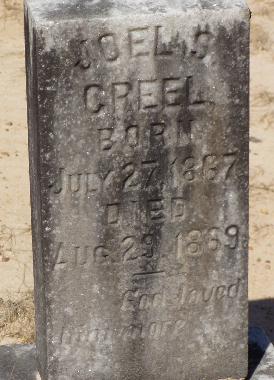 JOEL C.
CREEL
BORN
JULY 27 1867
DIED
AUG. 29, 1869
God loved
him more